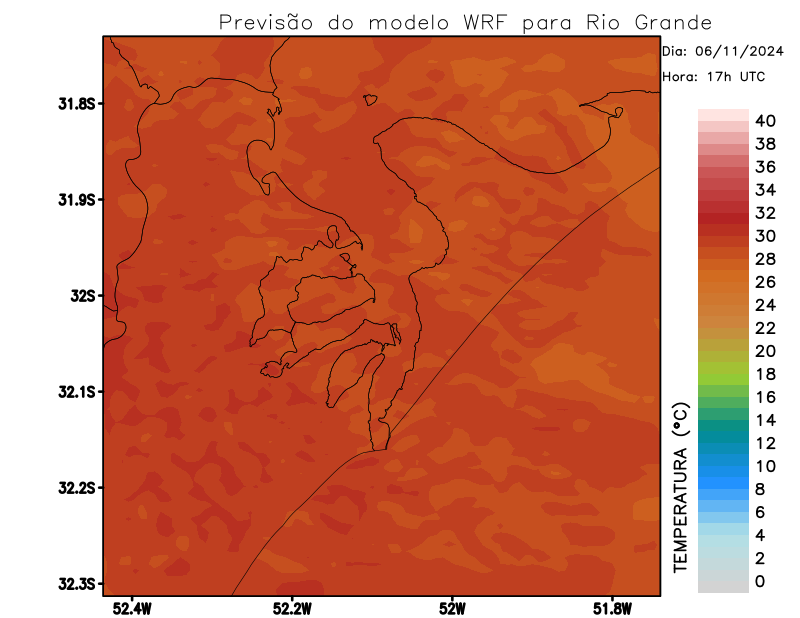 Previsão do modelo WRF para Rio Grande
Dia: 06/11/2024
Hora: 17h UTC
31.8S
31.9S
32S
32.1S
32.2S
32.3S
52.4W
52.2W
52W
51.8W
TEMPERATURA (°C)
40
38
36
34
32
30
28
26
24
22
20
18
16
14
12
10
8
6
4
2
0